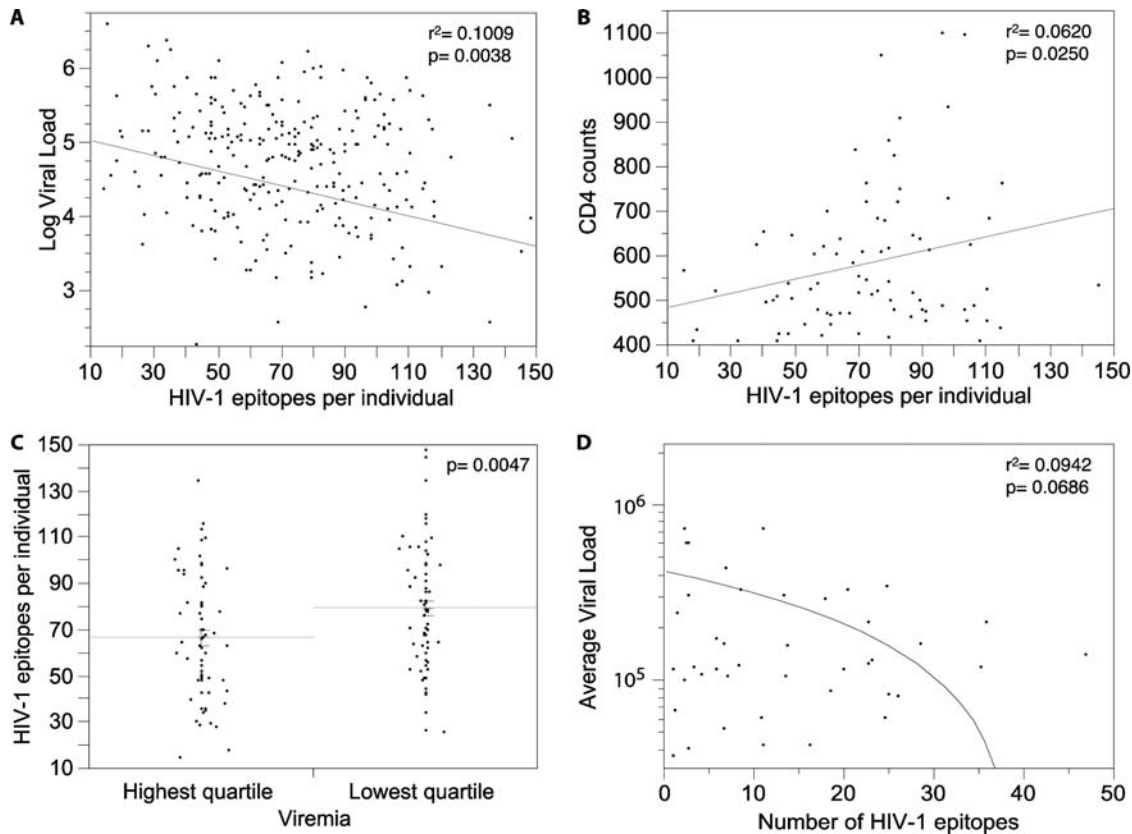 A
r²= 0.1009
p= 0.0038
6
5
4
3
Log Viral Load
10 30 50 70 90 110 130 150
HIV-1 epitopes per individual
B
r²= 0.0620
p= 0.0250
1100
1000
900
800
700
600
500
400
CD4 counts
10 30 50 70 90 110 130 150
HIV-1 epitopes per individual
C
p= 0.0047
150
130
110
90
70
50
30
10
HIV-1 epitopes per individual
Highest quartile Lowest quartile
Viremia
D
r²= 0.0942
p= 0.0686
10⁶
10⁵
Average Viral Load
0 10 20 30 40 50
Number of HIV-1 epitopes